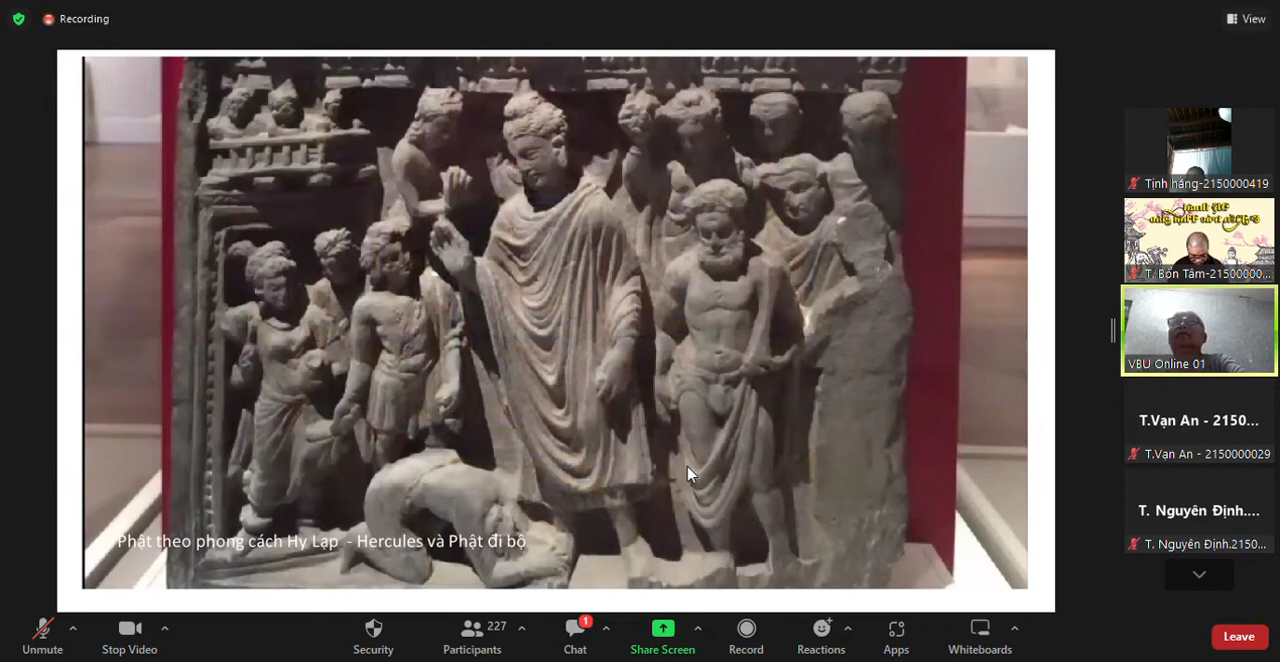 Recording
View
Phật theo phong cách Hy Lạp - Hercules và Phật đi bộ
Tịnh háng-2150000419
T. Bổn Tâm-21500000...
VBU Online 01
T.Vạn An - 2150...
T.Vạn An - 2150000029
T. Nguyên Định....
T. Nguyên Định.2150...
Unmute
Stop Video
Security
Participants
227
Chat
1
Share Screen
Record
Reactions
Apps
Whiteboards
Leave